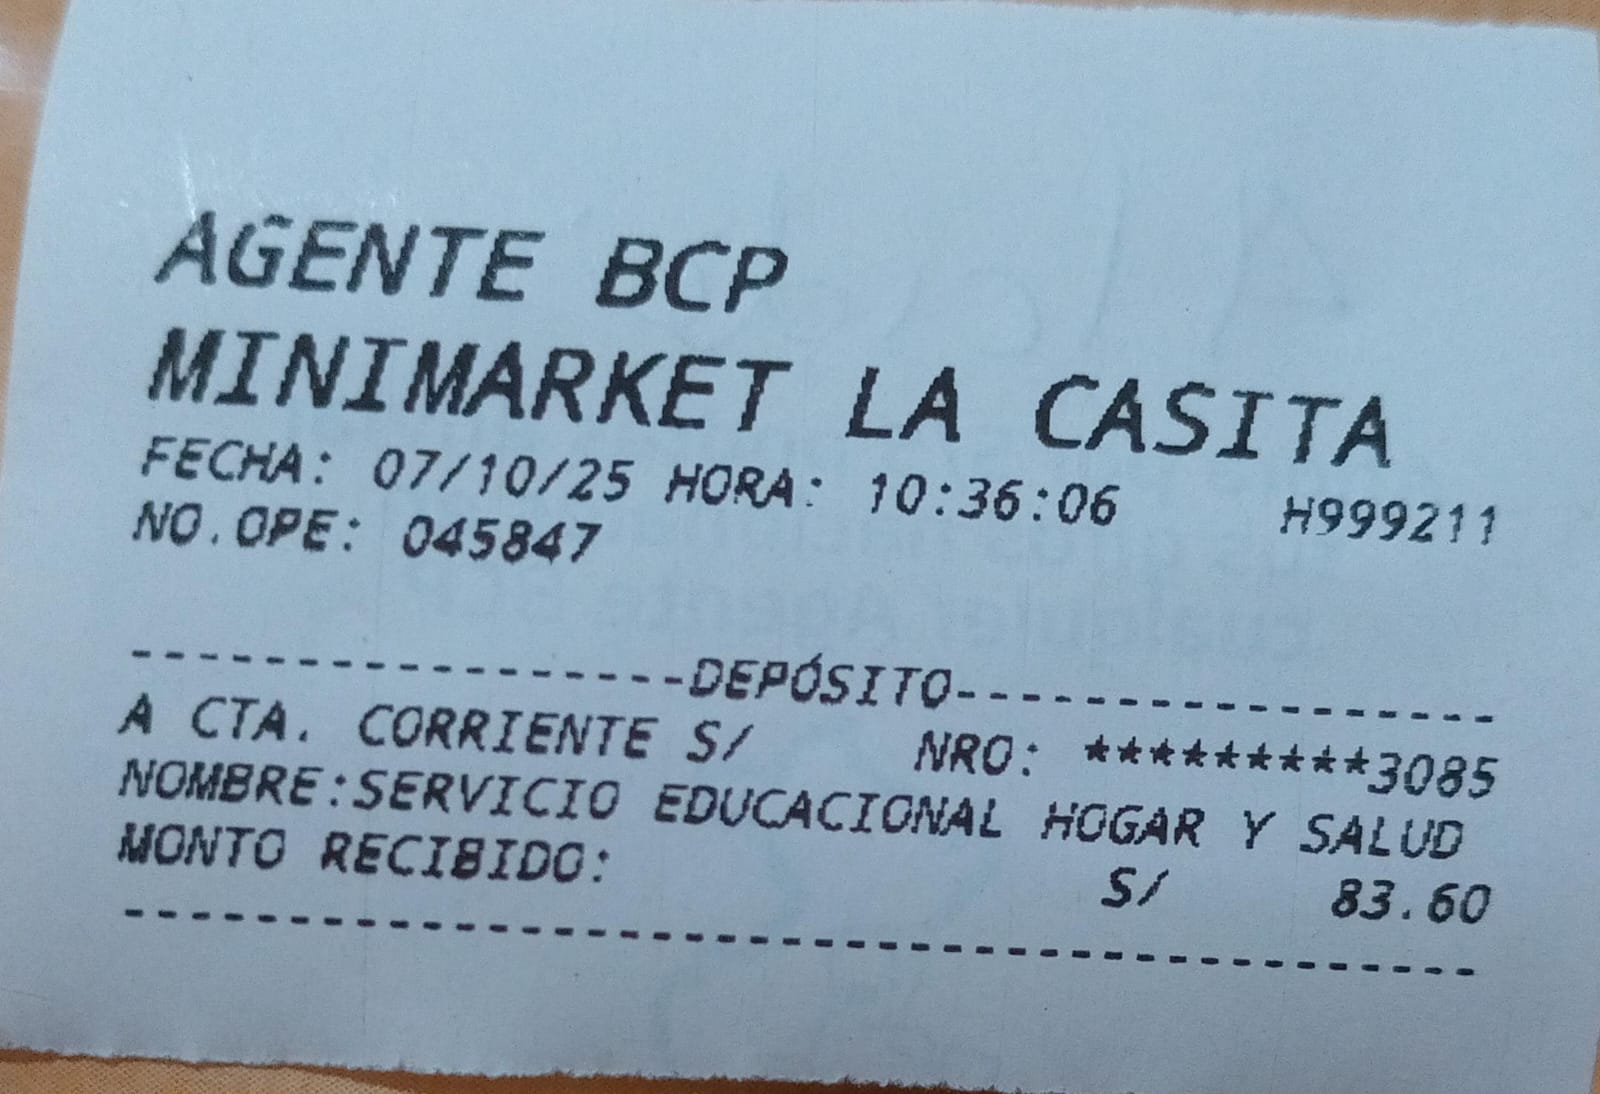 AGENTE BCP
MINIMARKET LA CASITA
FECHA: 07/10/25 HORA: 10:36:06 H999211
NO.OPE: 045847
-----------------DEPÓSITO-----------------
A CTA. CORRIENTE S/ NRO: *********3085
NOMBRE:SERVICIO EDUCACIONAL HOGAR Y SALUD
MONTO RECIBIDO: S/ 83.60
------------------------------------------